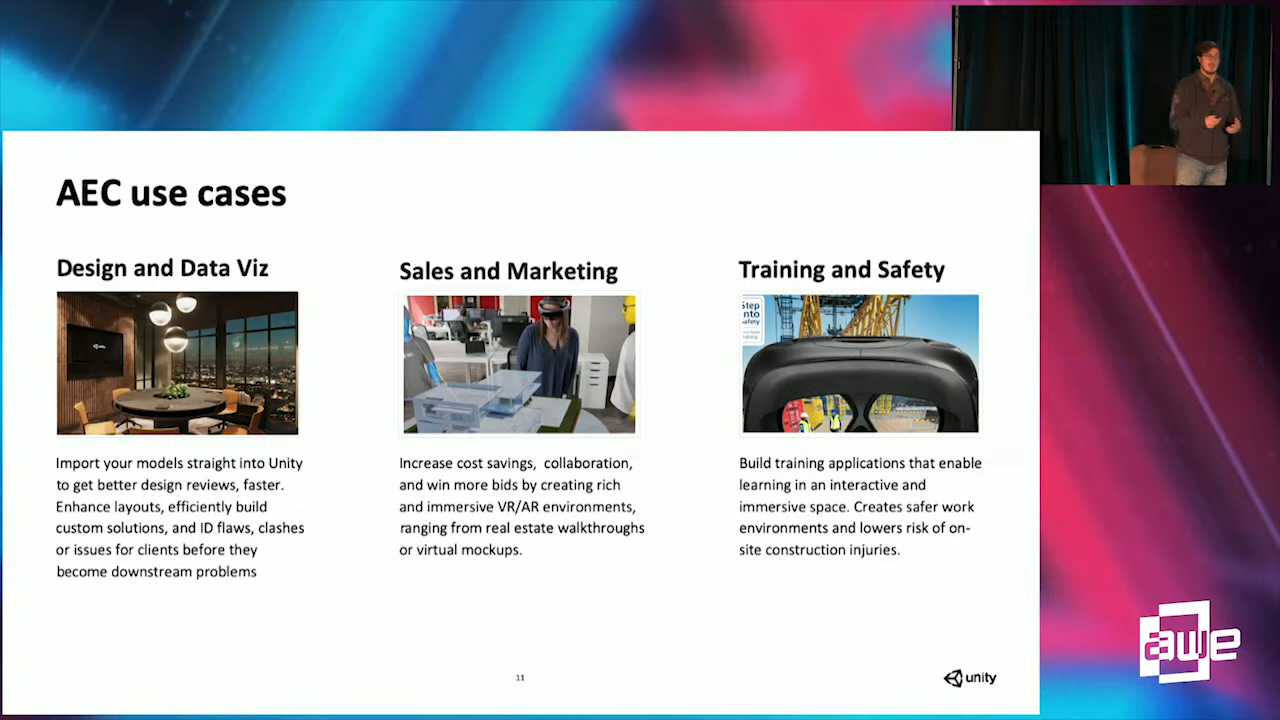 AEC use cases
Design and Data Viz
Import your models straight into Unity
to get better design reviews, faster.
Enhance layouts, efficiently build
custom solutions, and ID flaws, clashes
or issues for clients before they
become downstream problems
Sales and Marketing
Increase cost savings,  collaboration,
and win more bids by creating rich
and immersive VR/AR environments,
ranging from real estate walkthroughs
or virtual mockups.
Training and Safety
Step
nto
afety
Build training applications that enable
learning in an interactive and
immersive space. Creates safer work
environments and lowers risk of on-
site construction injuries.
11
unity
awe